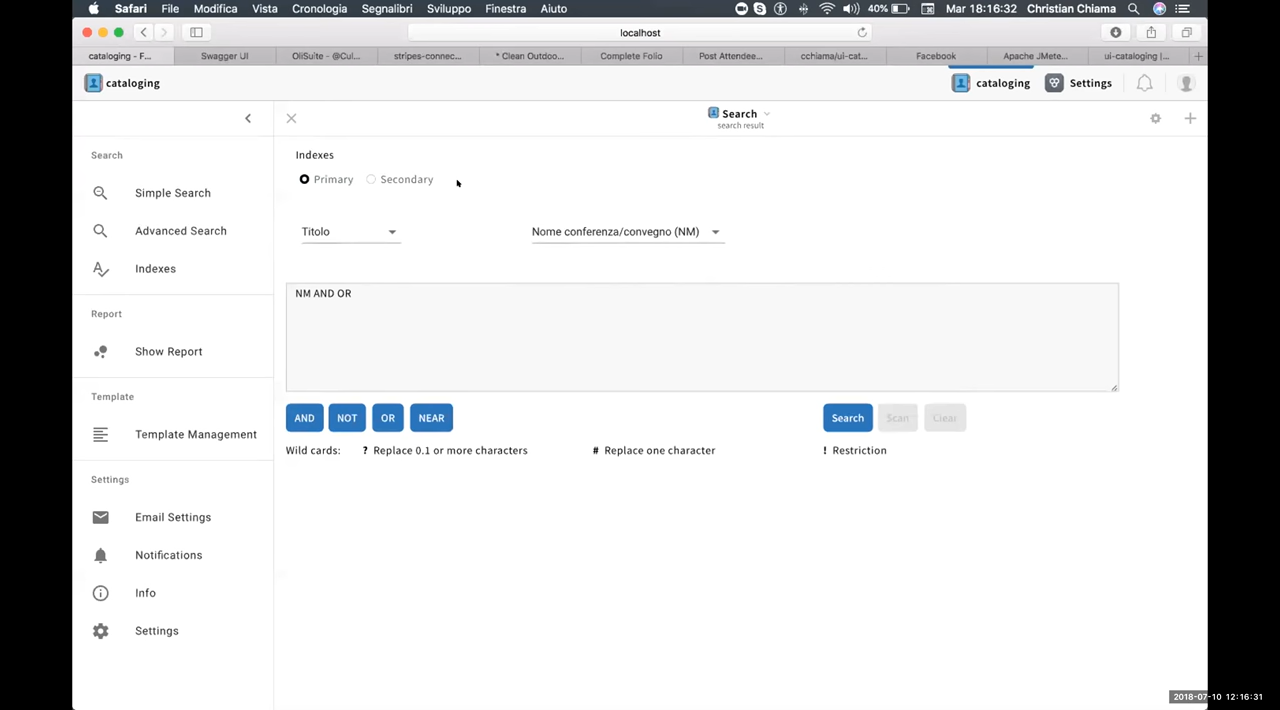 Safari File Modifica Vista Cronologia Segnalibri Sviluppo Finestra Aiuto 40% Mar 18:16:32 Christian Chiama
localhost
cataloging - F... Swagger UI OliSuite - @Cul... stripes-connec... * Clean Outdoo... Complete Folio Post Attendee... cchiama/ui-cat... Facebook Apache JMete... ui-cataloging |...
cataloging cataloging Settings
Search
search result
Search
Simple Search
Advanced Search
Indexes
Report
Show Report
Template
Template Management
Settings
Email Settings
Notifications
Info
Settings
Indexes
Primary Secondary
Titolo Nome conferenza/convegno (NM)
NM AND OR
AND NOT OR NEAR Search Scan Clear
Wild cards: ? Replace 0.1 or more characters # Replace one character ! Restriction
2018-07-10 12:16:31